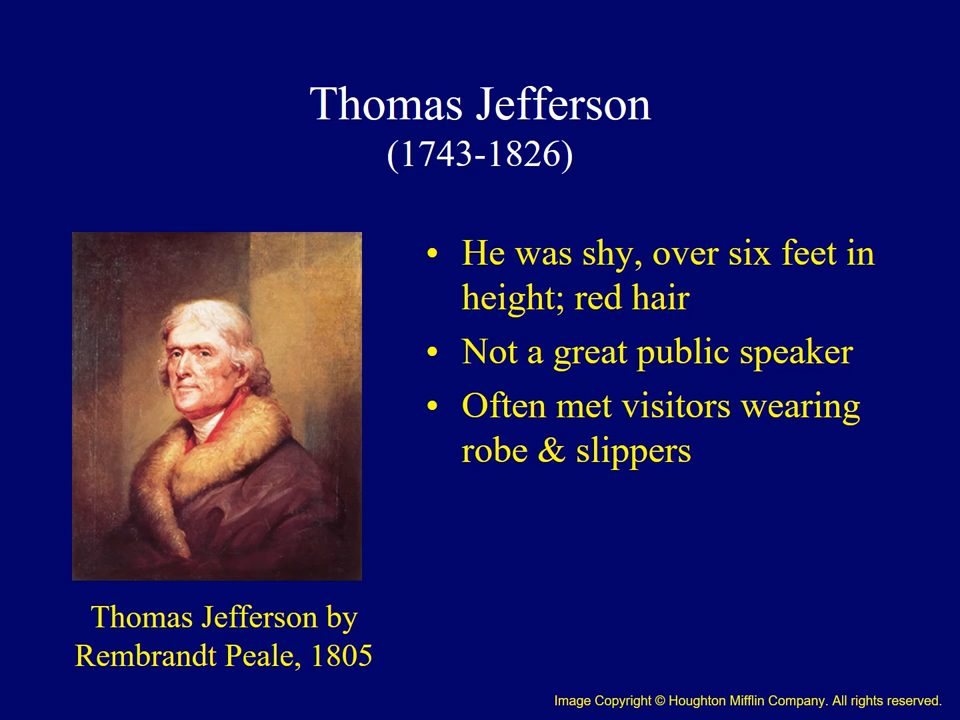 Thomas Jefferson
(1743-1826)
• He was shy, over six feet in
height; red hair
• Not a great public speaker
• Often met visitors wearing
robe & slippers
Thomas Jefferson by
Rembrandt Peale, 1805
Image Copyright © Houghton Mifflin Company. All rights reserved.